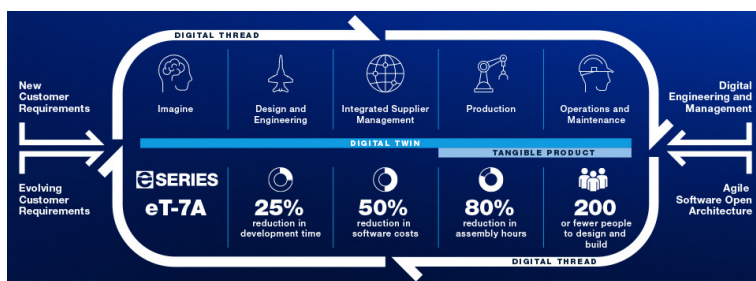 DIGITAL THREAD
New
Customer
Requirements
Evolving
Customer
Requirements
Imagine
Design and
Engineering
Integrated Supplier
Management
Production
Operations and
Maintenance
DIGITAL TWIN
TANGIBLE PRODUCT
e SERIES
eT-7A
25%
reduction in
development time
50%
reduction in
software costs
80%
reduction in
assembly hours
200
or fewer people
to design and
build
Digital
Engineering and
Management
Agile
Software Open
Architecture
DIGITAL THREAD